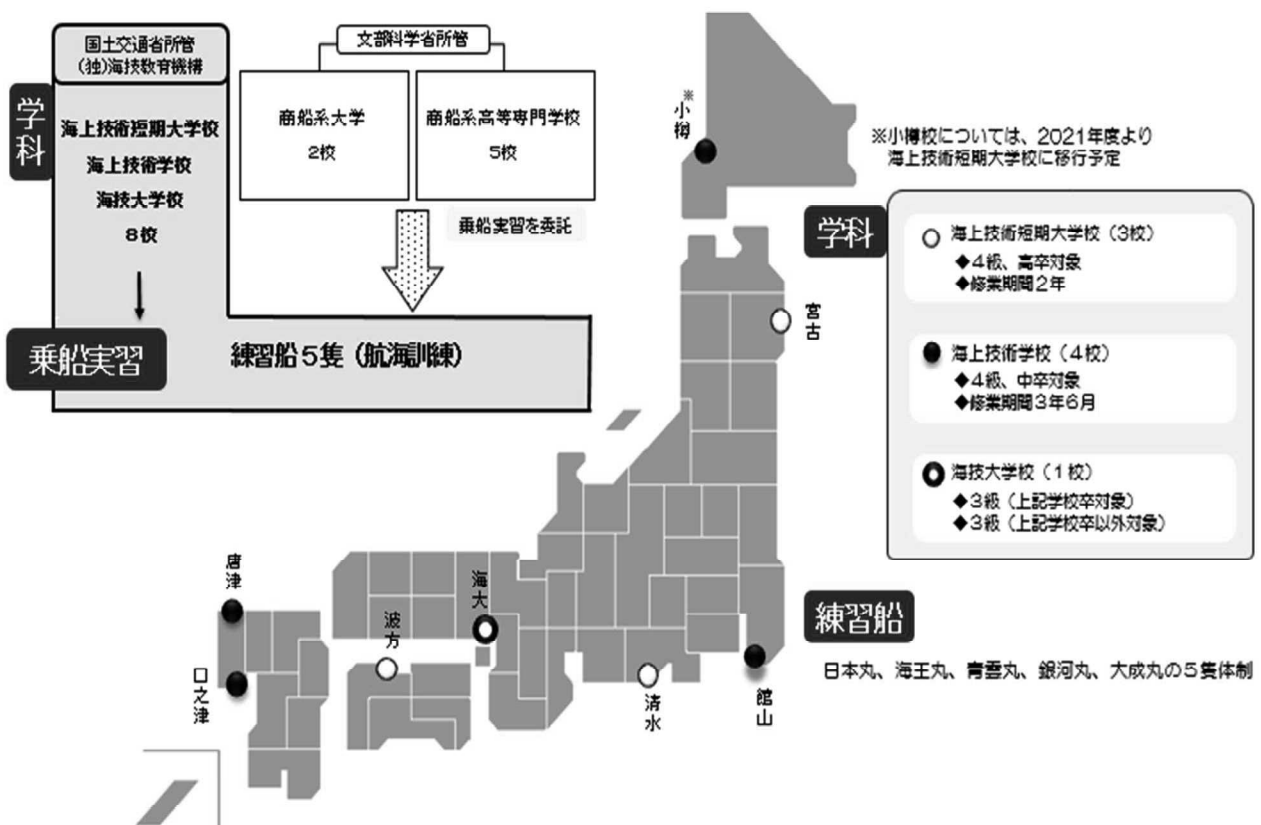 国土交通省所管
(独)海技教育機構
文部科学省所管
学科
海上技術短期大学校
海上技術学校
海技大学校
8校
商船系大学
2校
商船系高等専門学校
5校
乗船実習を委託
乗船実習
練習船5隻（航海訓練）
※
小樽
※小樽校については、2021年度より
海上技術短期大学校に移行予定
学科
海上技術短期大学校（3校）
◆4級、高卒対象
◆修業期間2年
海上技術学校（4校）
◆4級、中卒対象
◆修業期間3年6月
海技大学校（1校）
◆3級（上記学校卒対象）
◆3級（上記学校卒以外対象）
宮古
唐津
口之津
波方
海大
清水
館山
練習船
日本丸、海王丸、青雲丸、銀河丸、大成丸の5隻体制